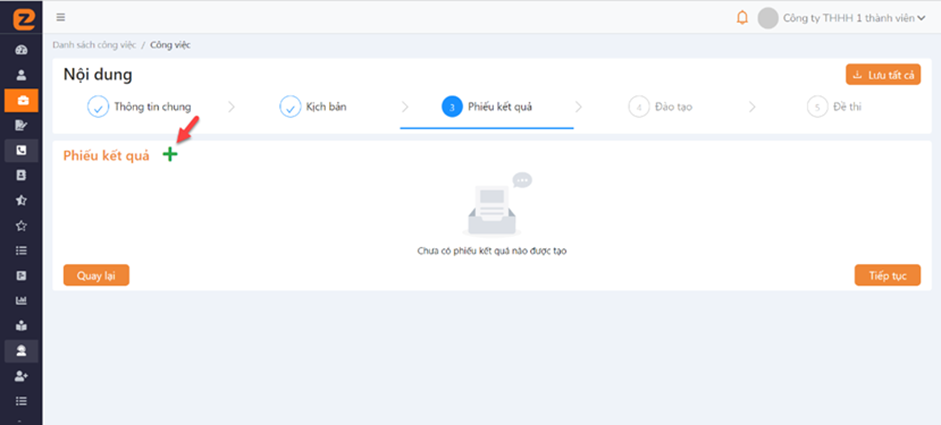 Công ty THHH 1 thành viên
Danh sách công việc / Công việc
Nội dung
Lưu tất cả
Thông tin chung
Kịch bản
3 Phiếu kết quả
4 Đào tạo
5 Đề thi
Phiếu kết quả
Chưa có phiếu kết quả nào được tạo
Quay lại
Tiếp tục